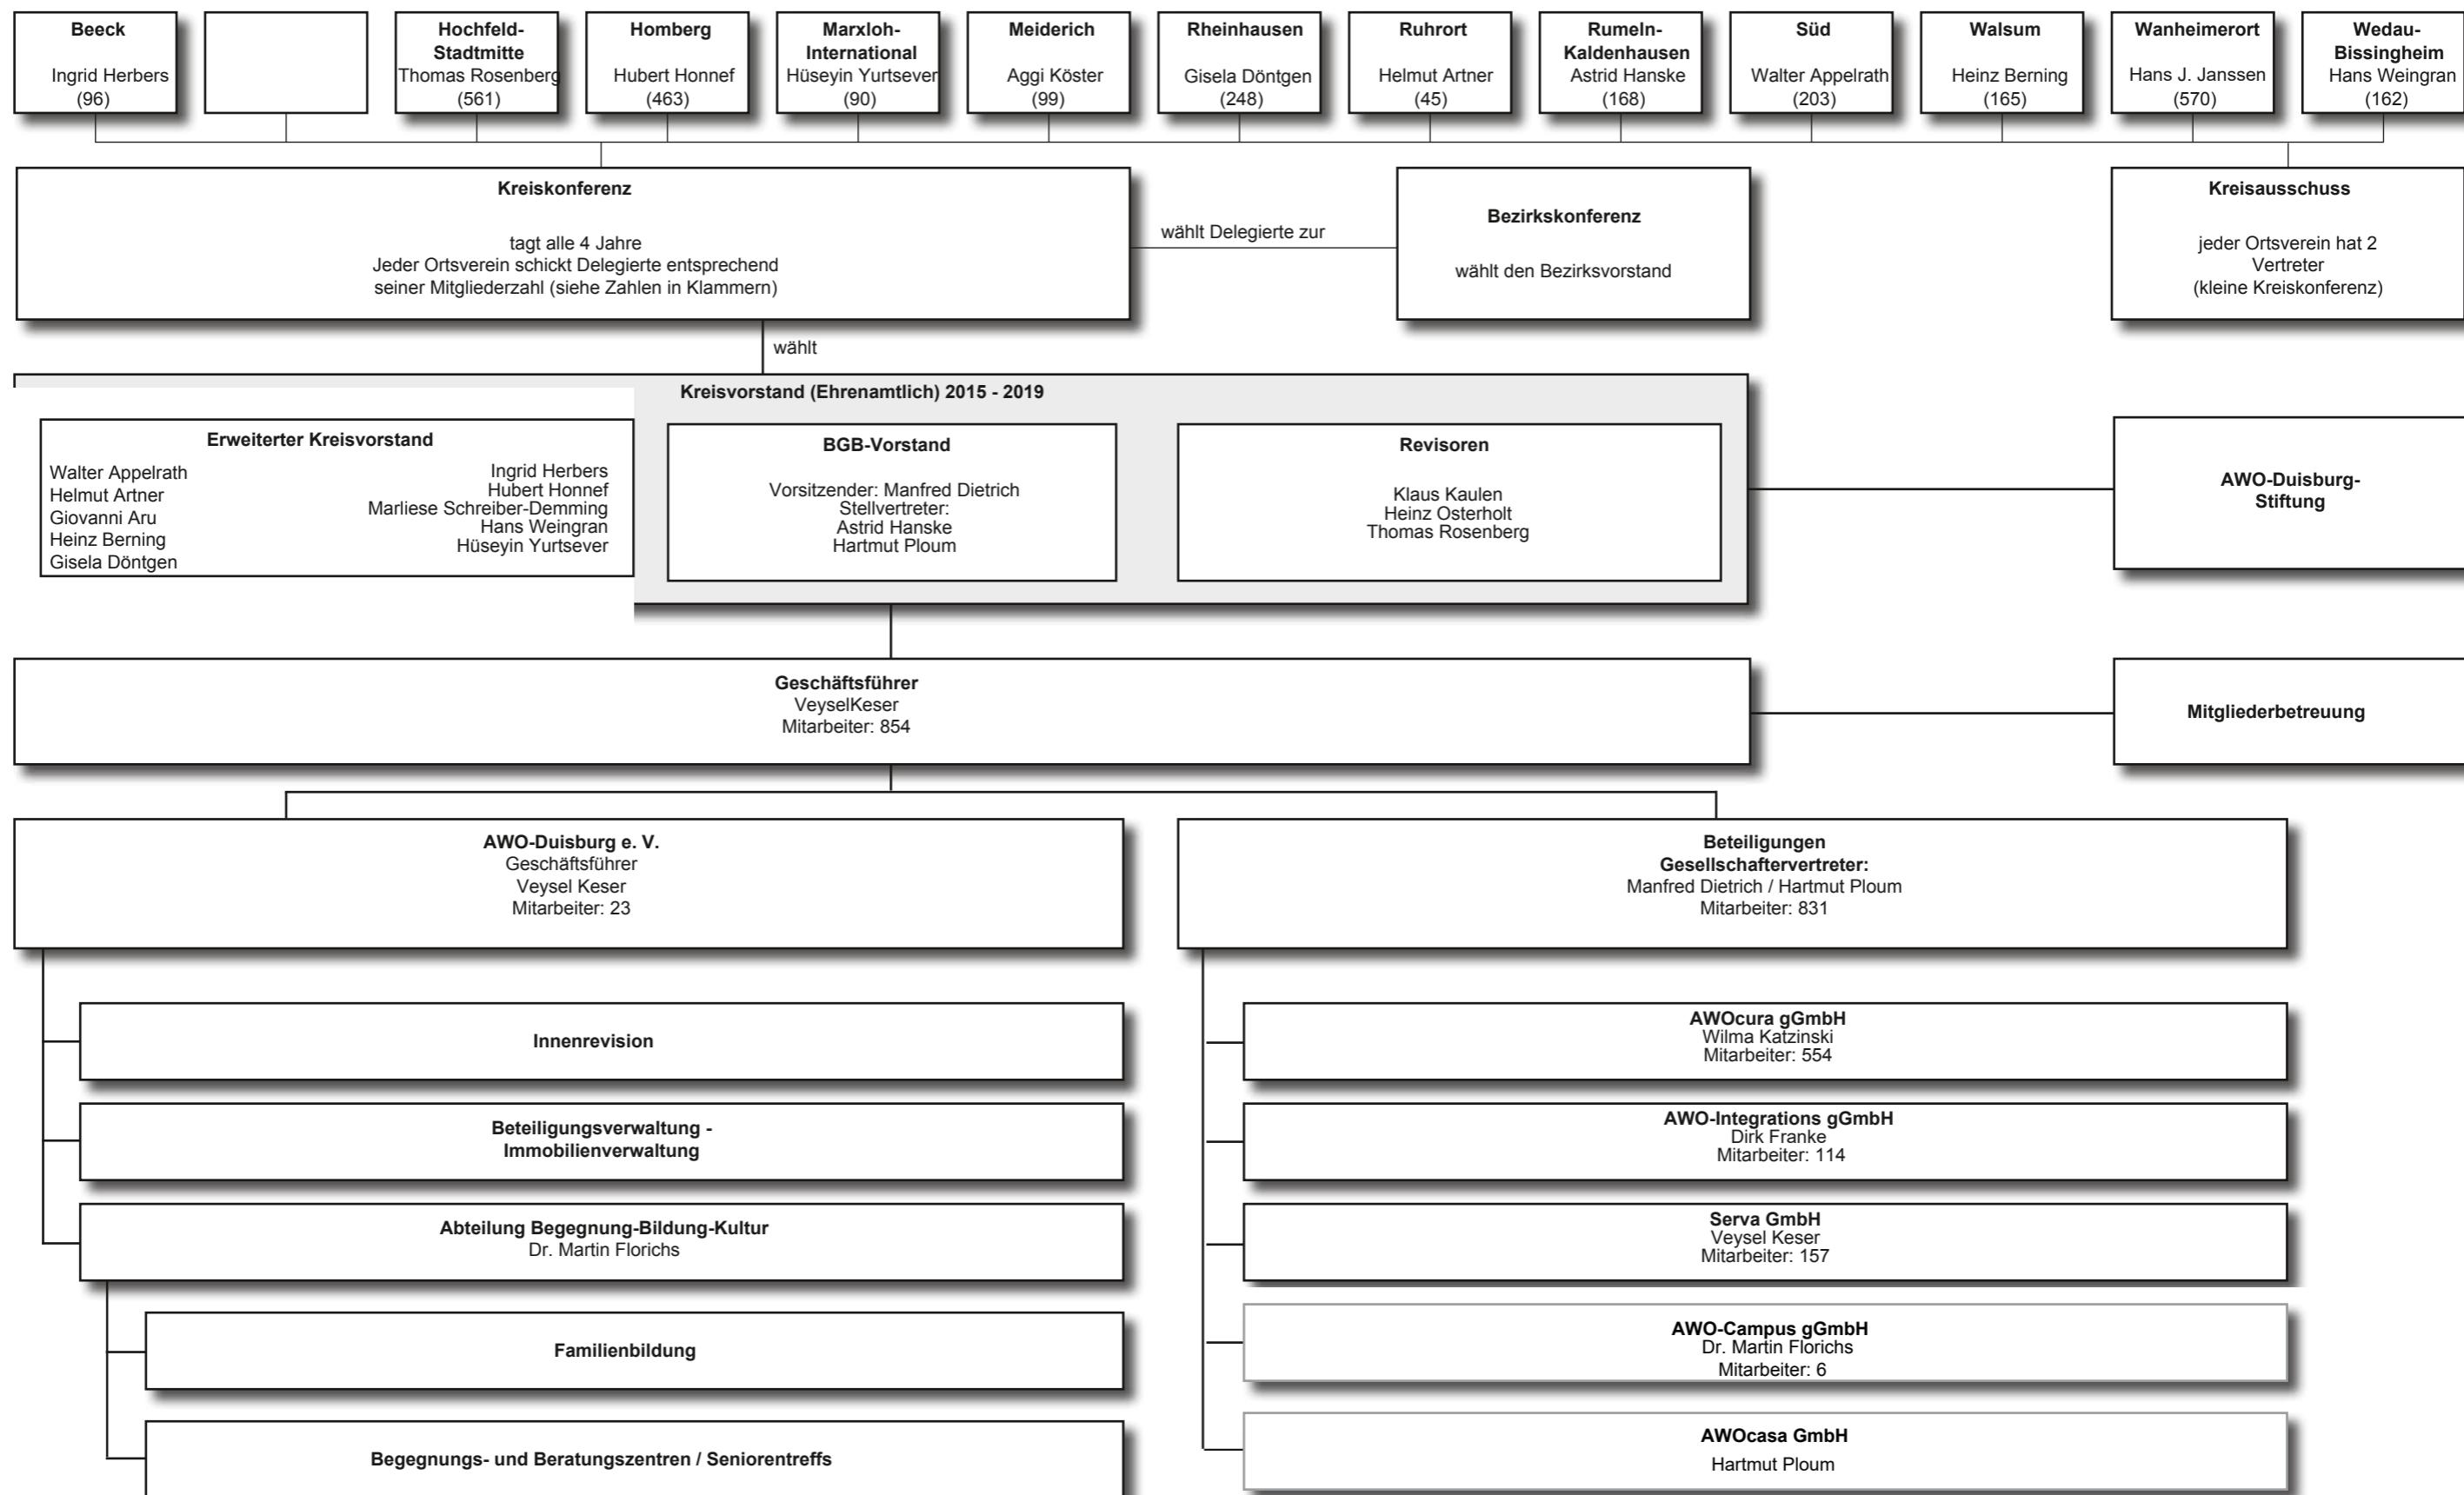 Beeck
Ingrid Herbers
(96)
Hochfeld-
Stadtmitte
Thomas Rosenberg
(561)
Homberg
Hubert Honnef
(463)
Marxloh-
International
Hüseyin Yurtsever
(90)
Meiderich
Aggi Köster
(99)
Rheinhausen
Gisela Döntgen
(248)
Ruhrort
Helmut Artner
(45)
Rumeln-
Kaldenhausen
Astrid Hanske
(168)
Süd
Walter Appelrath
(203)
Walsum
Heinz Berning
(165)
Wanheimerort
Hans J. Janssen
(570)
Wedau-
Bissingheim
Hans Weingran
(162)
Kreiskonferenz
tagt alle 4 Jahre
Jeder Ortsverein schickt Delegierte entsprechend
seiner Mitgliederzahl (siehe Zahlen in Klammern)
wählt Delegierte zur
Bezirkskonferenz
wählt den Bezirksvorstand
Kreisausschuss
jeder Ortsverein hat 2
Vertreter
(kleine Kreiskonferenz)
wählt
Kreisvorstand (Ehrenamtlich) 2015 - 2019
Erweiterter Kreisvorstand
Walter Appelrath
Helmut Artner
Giovanni Aru
Heinz Berning
Gisela Döntgen
Ingrid Herbers
Hubert Honnef
Marliese Schreiber-Demming
Hans Weingran
Hüseyin Yurtsever
BGB-Vorstand
Vorsitzender: Manfred Dietrich
Stellvertreter:
Astrid Hanske
Hartmut Ploum
Revisoren
Klaus Kaulen
Heinz Osterholt
Thomas Rosenberg
AWO-Duisburg-
Stiftung
Geschäftsführer
VeyselKeser
Mitarbeiter: 854
Mitgliederbetreuung
AWO-Duisburg e. V.
Geschäftsführer
Veysel Keser
Mitarbeiter: 23
Beteiligungen
Gesellschaftervertreter:
Manfred Dietrich / Hartmut Ploum
Mitarbeiter: 831
Innenrevision
Beteiligungsverwaltung -
Immobilienverwaltung
Abteilung Begegnung-Bildung-Kultur
Dr. Martin Florichs
Familienbildung
Begegnungs- und Beratungszentren / Seniorentreffs
AWOcura gGmbH
Wilma Katzinski
Mitarbeiter: 554
AWO-Integrations gGmbH
Dirk Franke
Mitarbeiter: 114
Serva GmbH
Veysel Keser
Mitarbeiter: 157
AWO-Campus gGmbH
Dr. Martin Florichs
Mitarbeiter: 6
AWOcasa GmbH
Hartmut Ploum